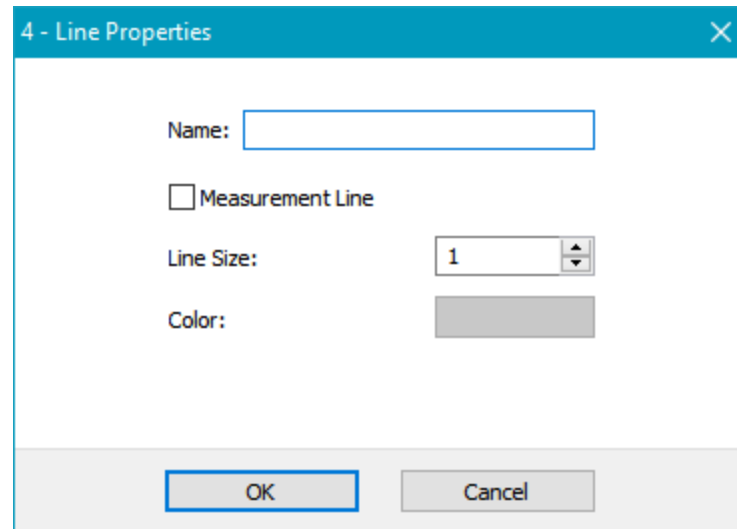 4 - Line Properties
Name:
Measurement Line
Line Size: 1
Color:
OK Cancel